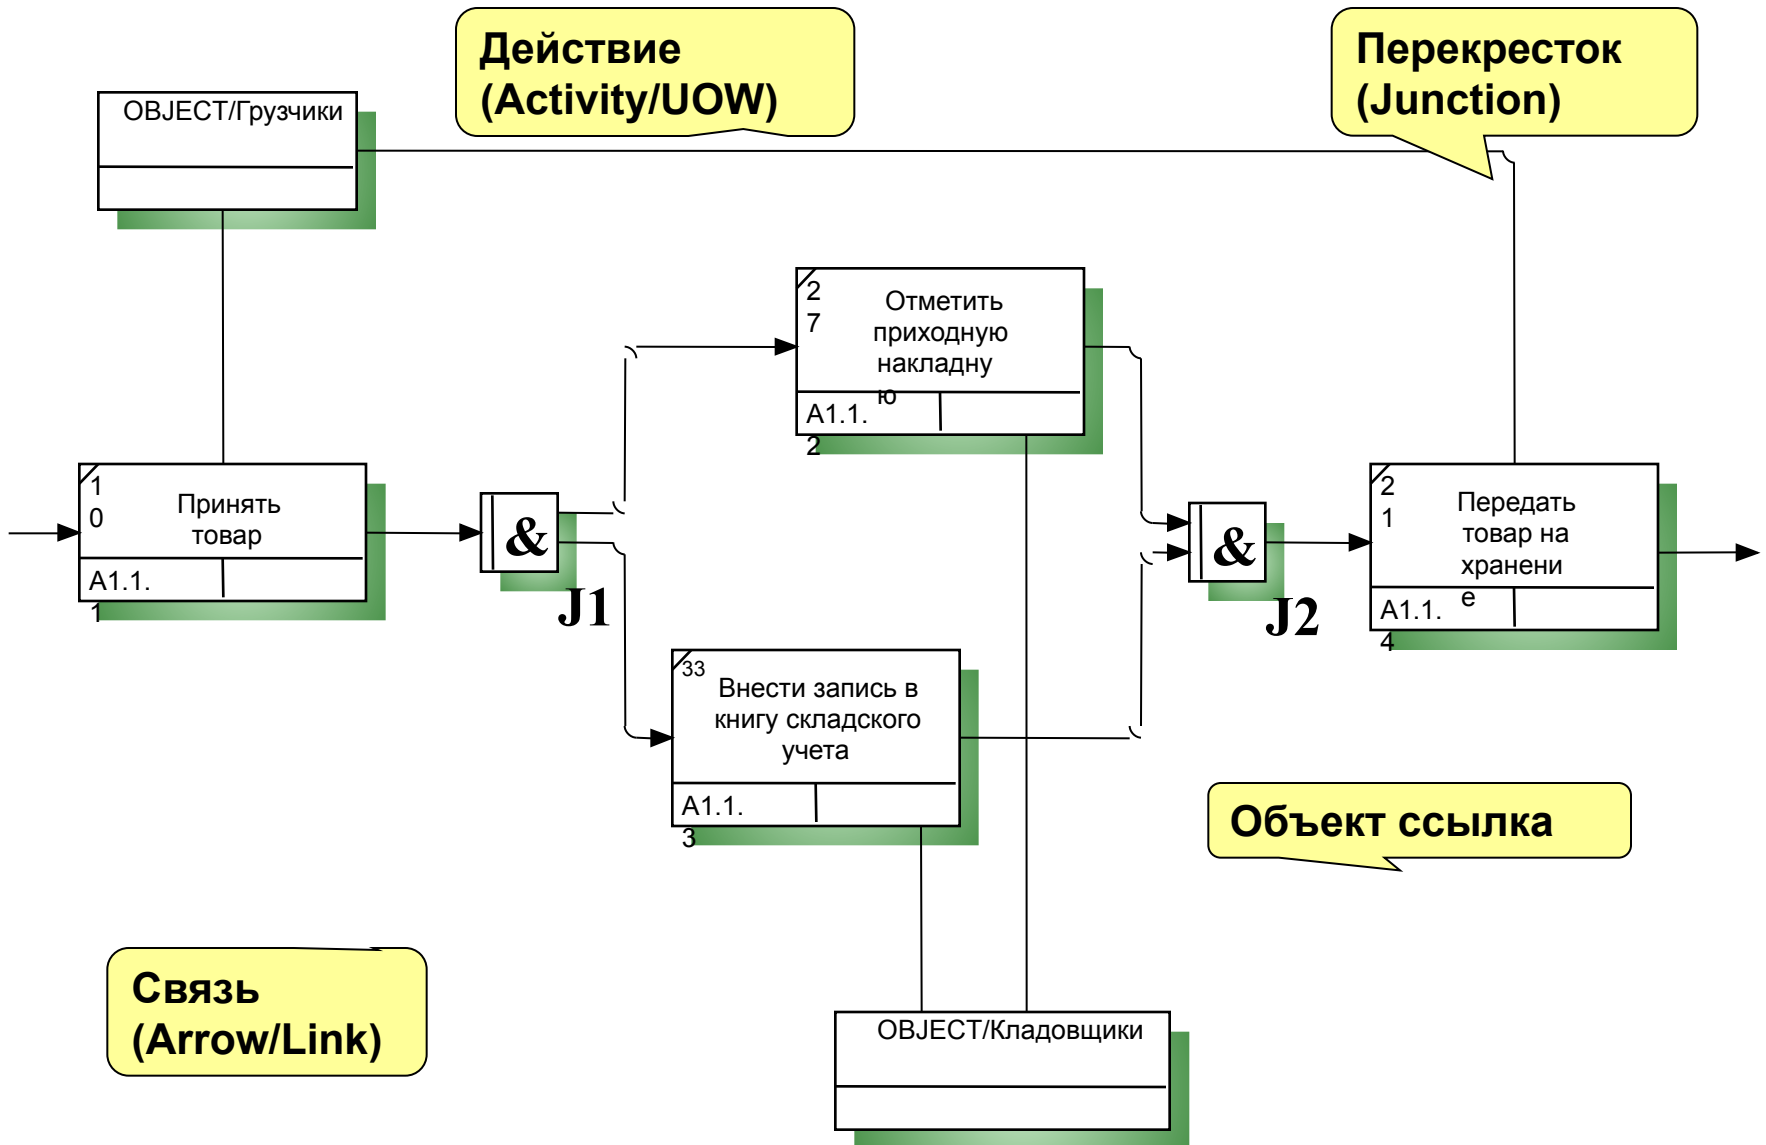 Действие
(Activity/UOW)
Перекресток
(Junction)
OBJECT/Грузчики
2
7
Отметить
приходную
накладну
ю
A1.1.
2
1
0
Принять
товар
A1.1.
1
&
J1
&
J2
2
1
Передать
товар на
хранени
е
A1.1.
4
33
Внести запись в
книгу складского
учета
A1.1.
3
Объект ссылка
Связь
(Arrow/Link)
OBJECT/Кладовщики